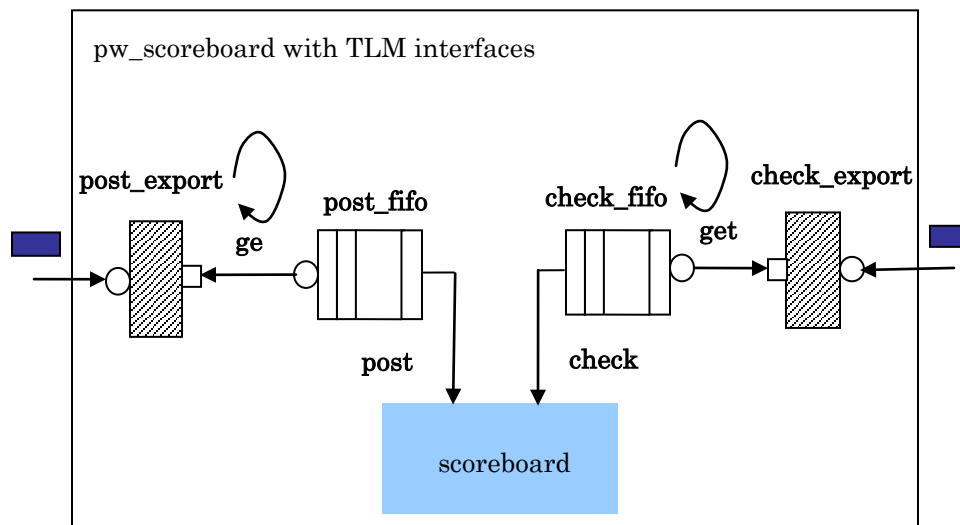 pw_scoreboard with TLM interfaces
post_export
check_export
post_fifo
check_fifo
ge
get
post
check
scoreboard